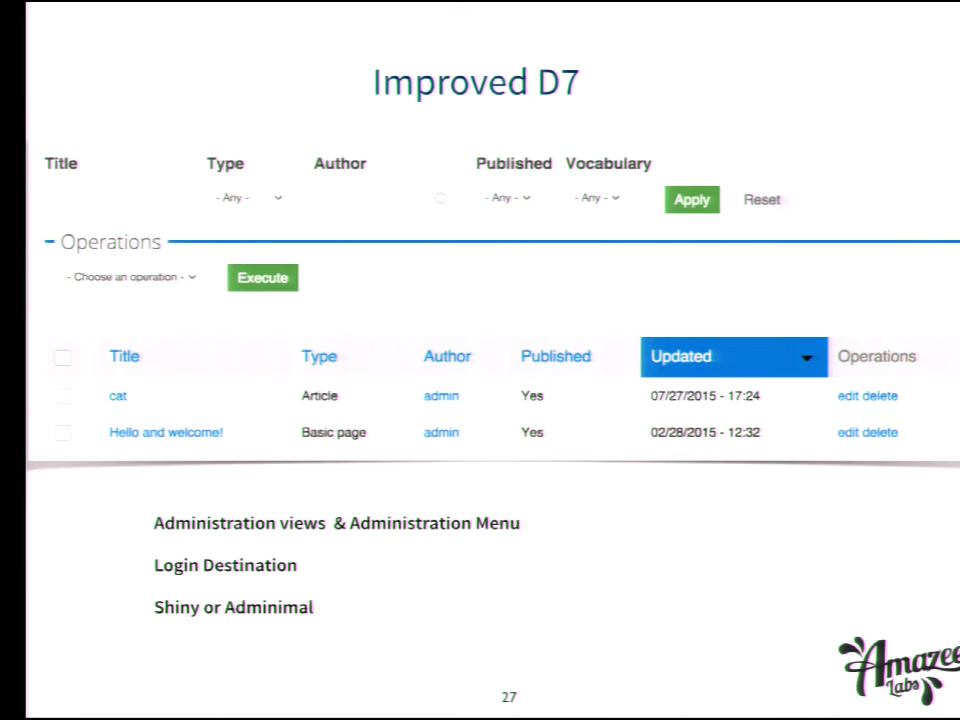 Improved D7
Title Type Author Published Vocabulary
- Any - - Any - - Any - Apply Reset
Operations
- Choose an operation - Execute
Title Type Author Published Updated Operations
cat Article admin Yes 07/27/2015 - 17:24 edit delete
Hello and welcome! Basic page admin Yes 02/28/2015 - 12:32 edit delete
Administration views & Administration Menu
Login Destination
Shiny or Adminimal
Amazee
Labs
27